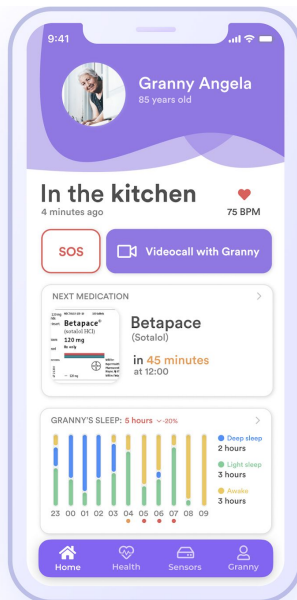 9:41
Granny Angela
85 years old
In the kitchen
4 minutes ago
75 BPM
SOS
Videocall with Granny
NEXT MEDICATION
Betapace®
(sotalol HCl)
120 mg
Rx only
Betapace
(Sotalol)
in 45 minutes
at 12:00
GRANNY'S SLEEP: 5 hours -20%
Deep sleep
2 hours
Light sleep
3 hours
Awake
3 hours
23 00 01 02 03 04 05 06 07 08 09
Home
Health
Sensors
Granny